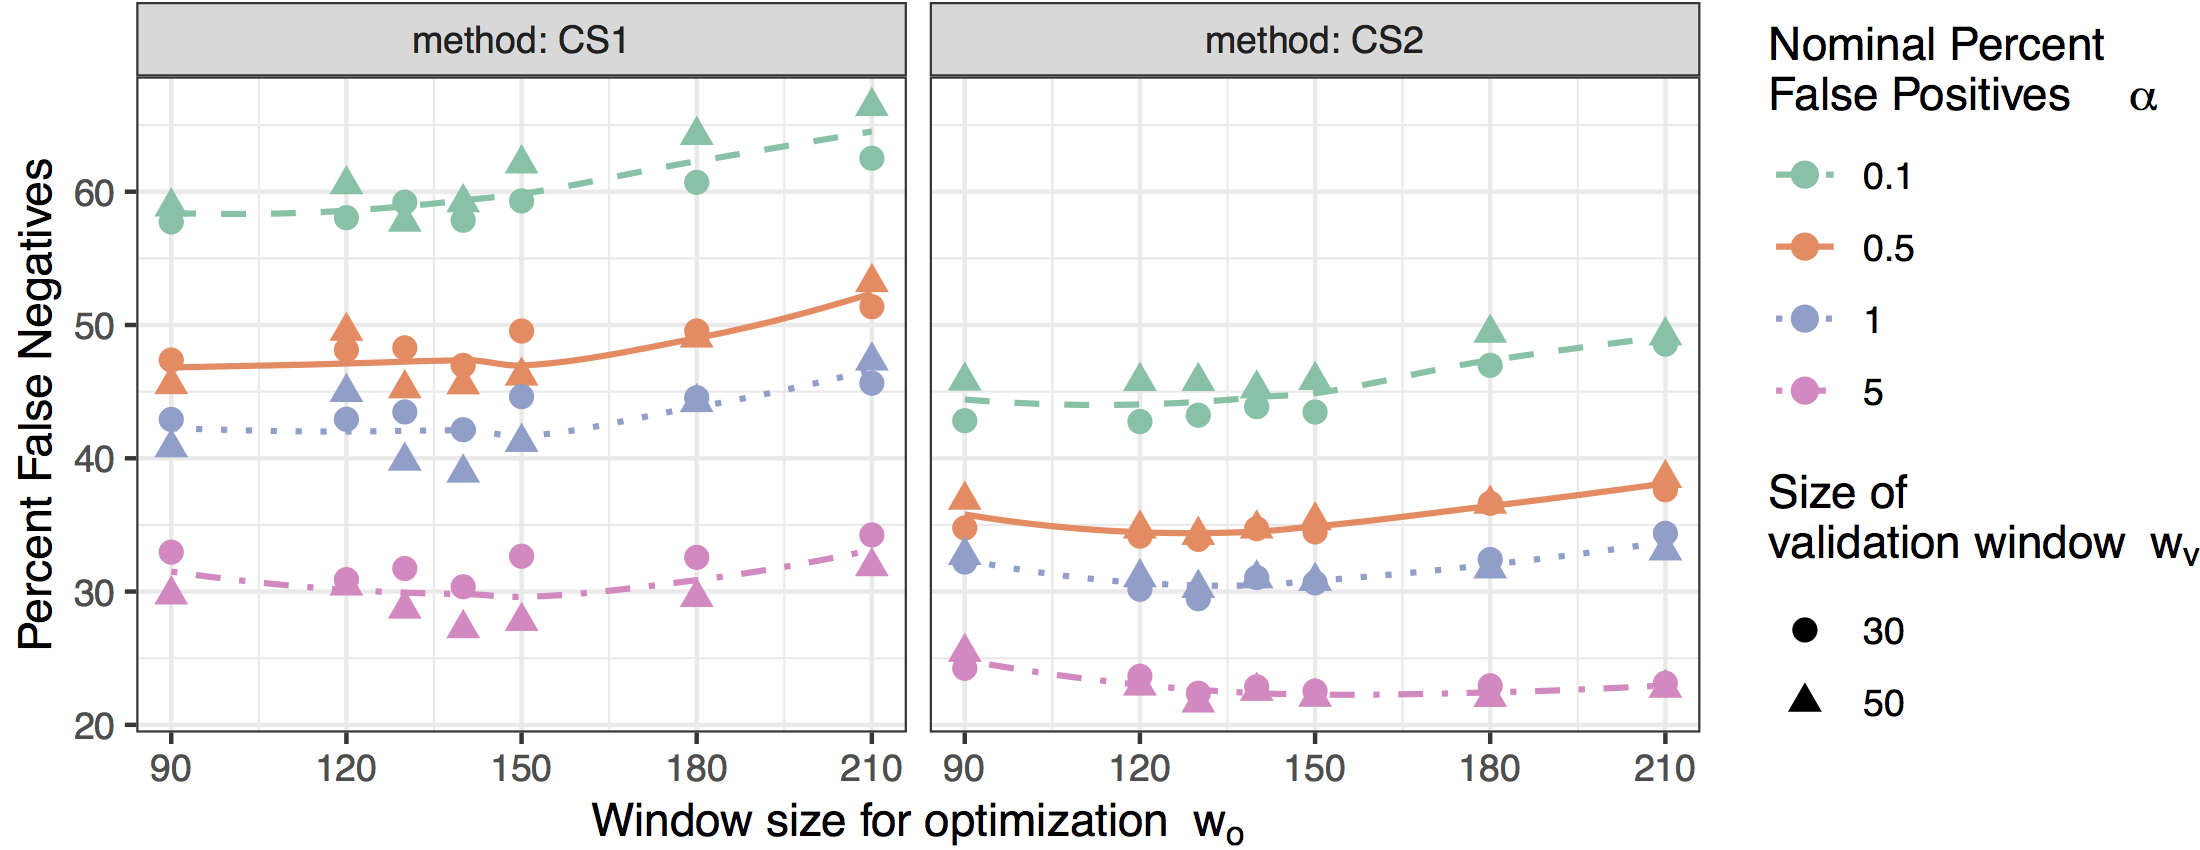 method: CS1
method: CS2
Percent False Negatives
60
50
40
30
20
90 120 150 180 210
90 120 150 180 210
Window size for optimization wo
Nominal Percent
False Positives α
0.1
0.5
1
5
Size of
validation window wv
30
50